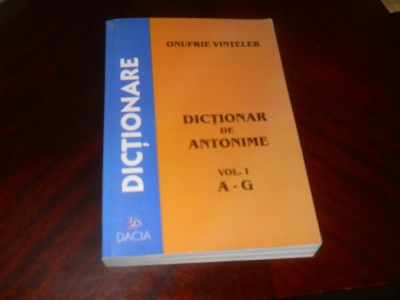 ONUFRIE VINȚELER
DICȚIONARE
DICȚIONAR
DE
ANTONIME
VOL. I
A - G
DACIA